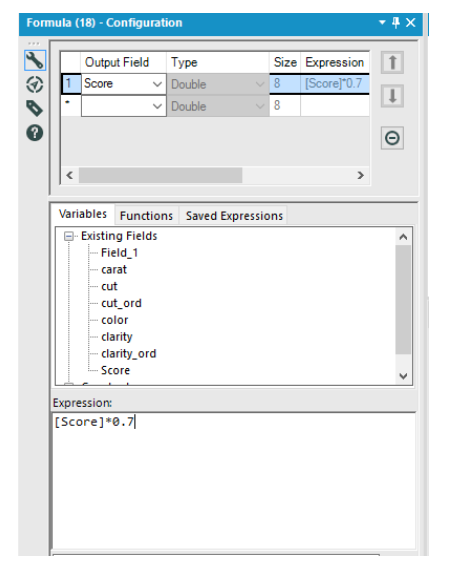 Formula (18) - Configuration
Output Field Type Size Expression
1 Score Double 8 [Score]*0.7
* Double 8
Variables Functions Saved Expressions
Existing Fields
Field_1
carat
cut
cut_ord
color
clarity
clarity_ord
Score
Expression:
[Score]*0.7